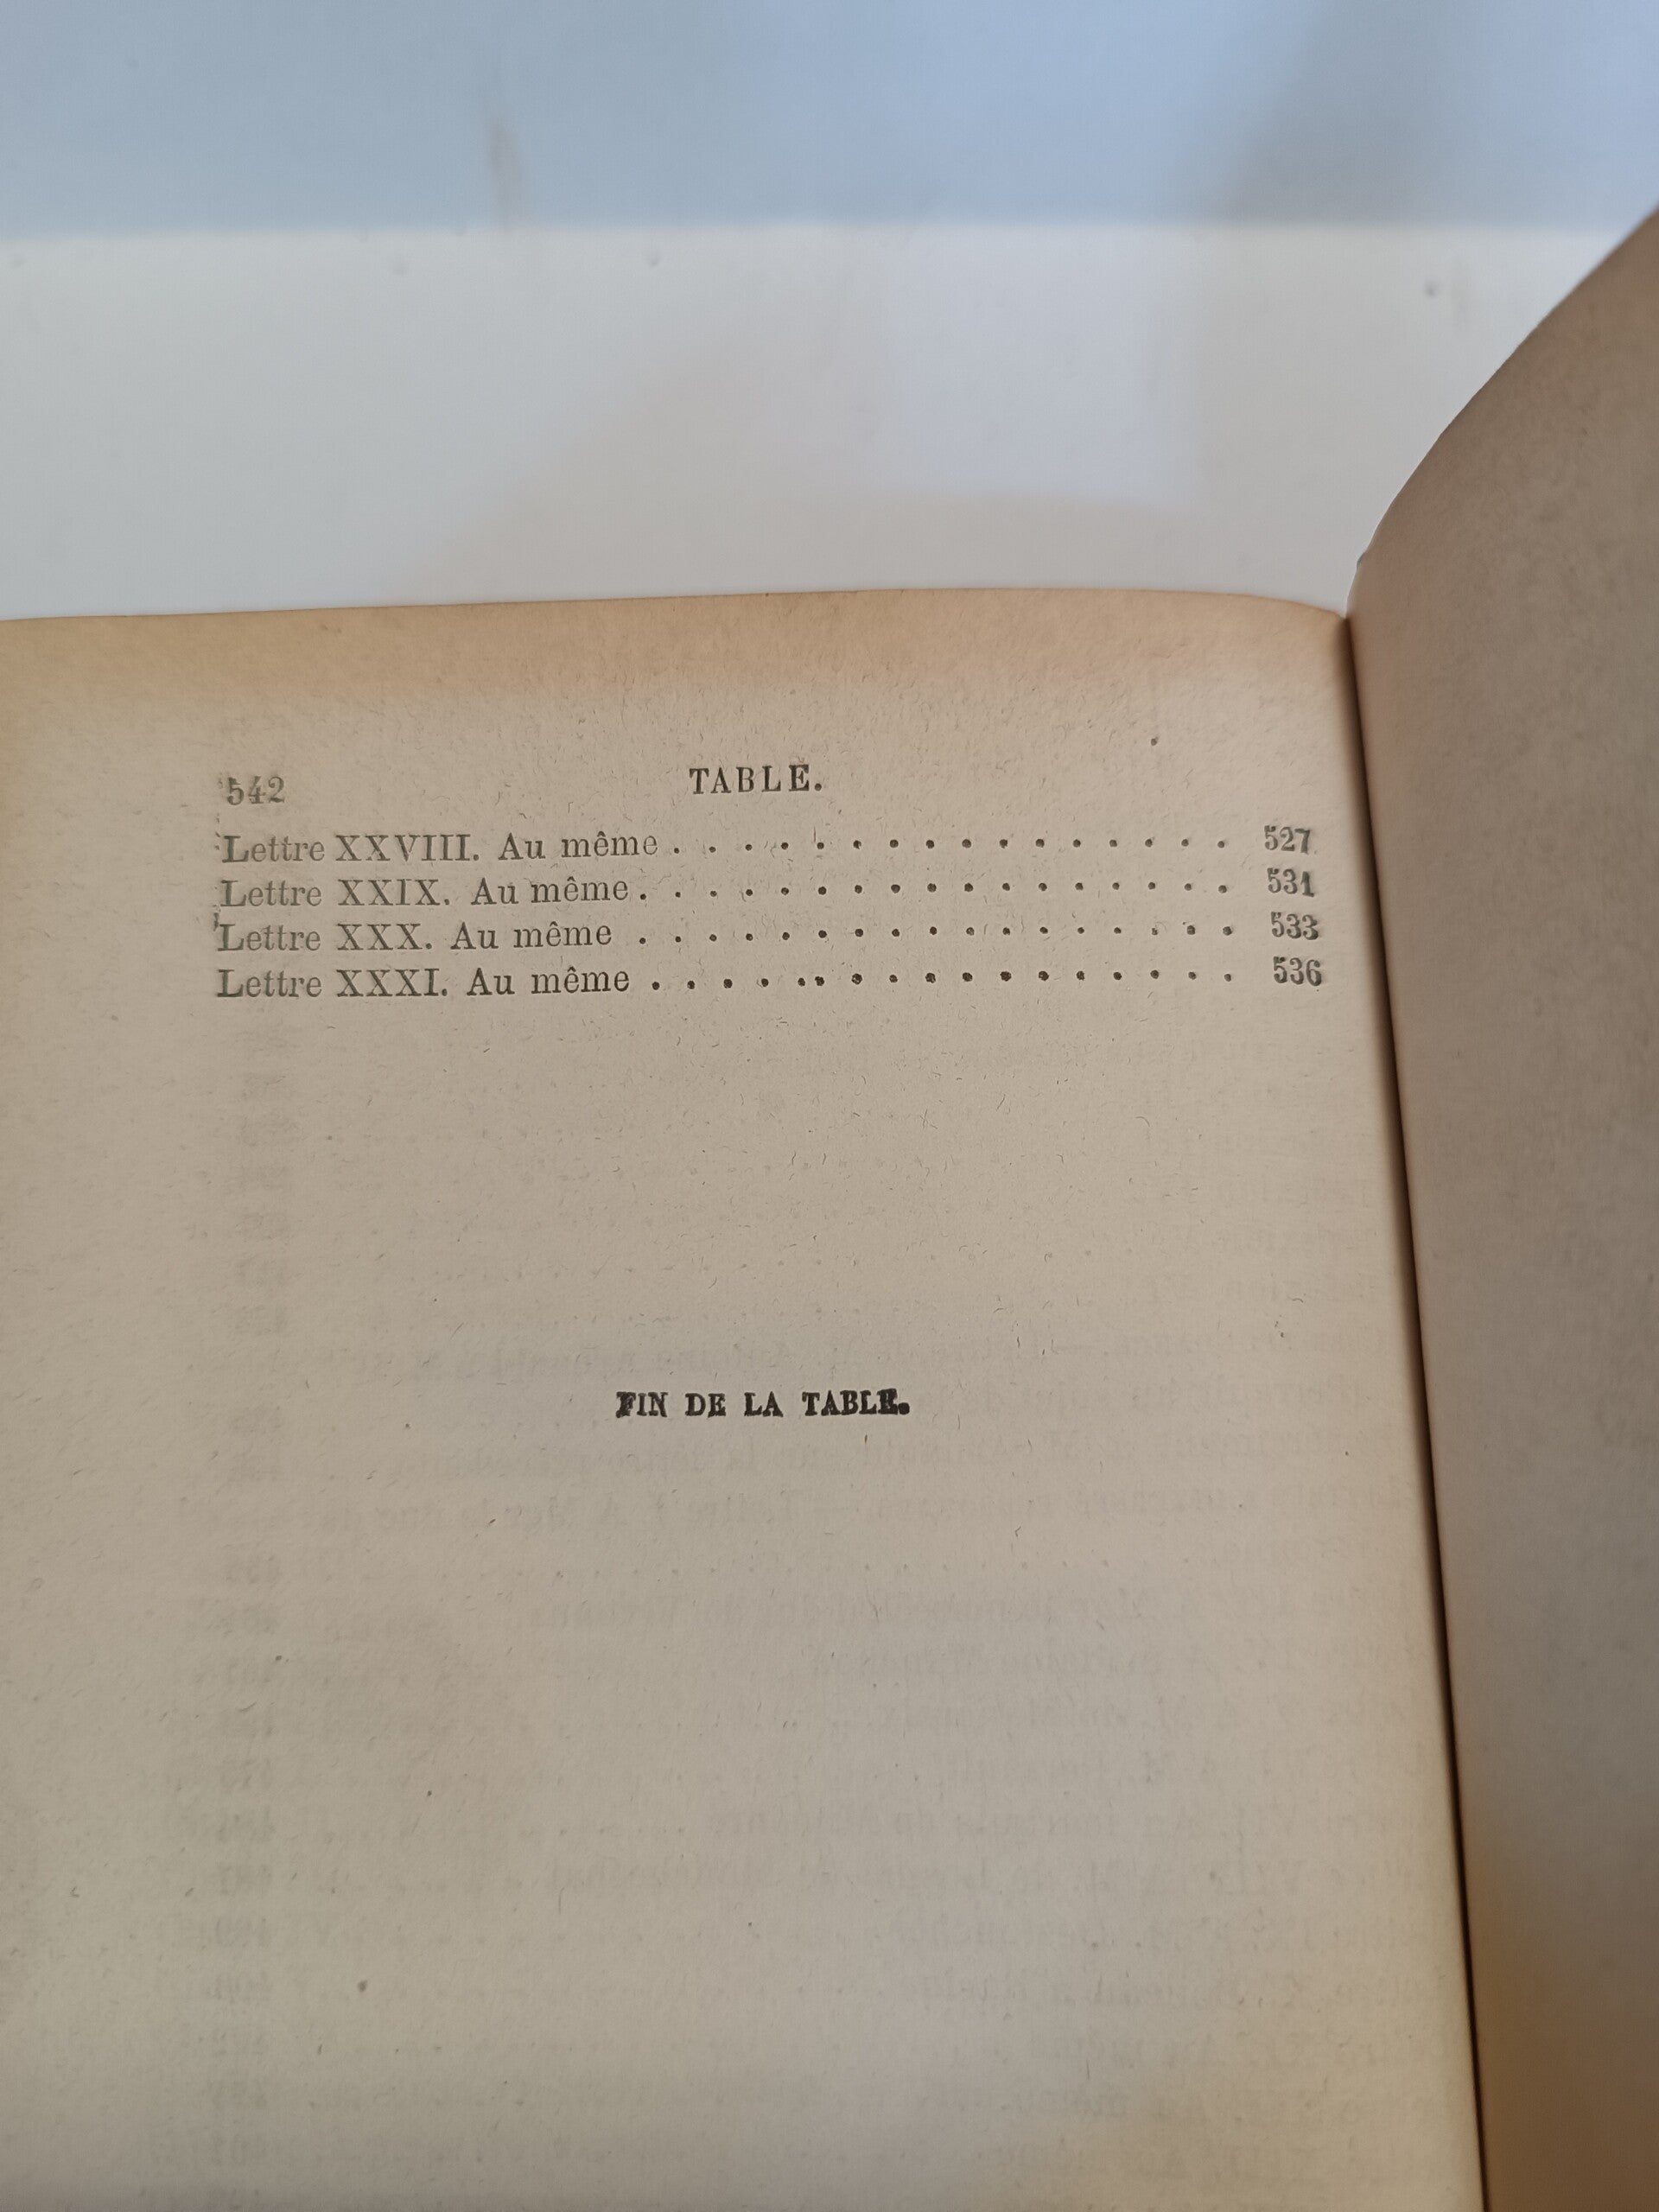 542 TABLE.
Lettre XXVIII. Au même . . . . . . . . . . . . . . . . 527
Lettre XXIX. Au même . . . . . . . . . . . . . . . . . 531
Lettre XXX. Au même . . . . . . . . . . . . . . . . . 533
Lettre XXXI. Au même . . . . . . . . . . . . . . . . . 536
FIN DE LA TABLE.